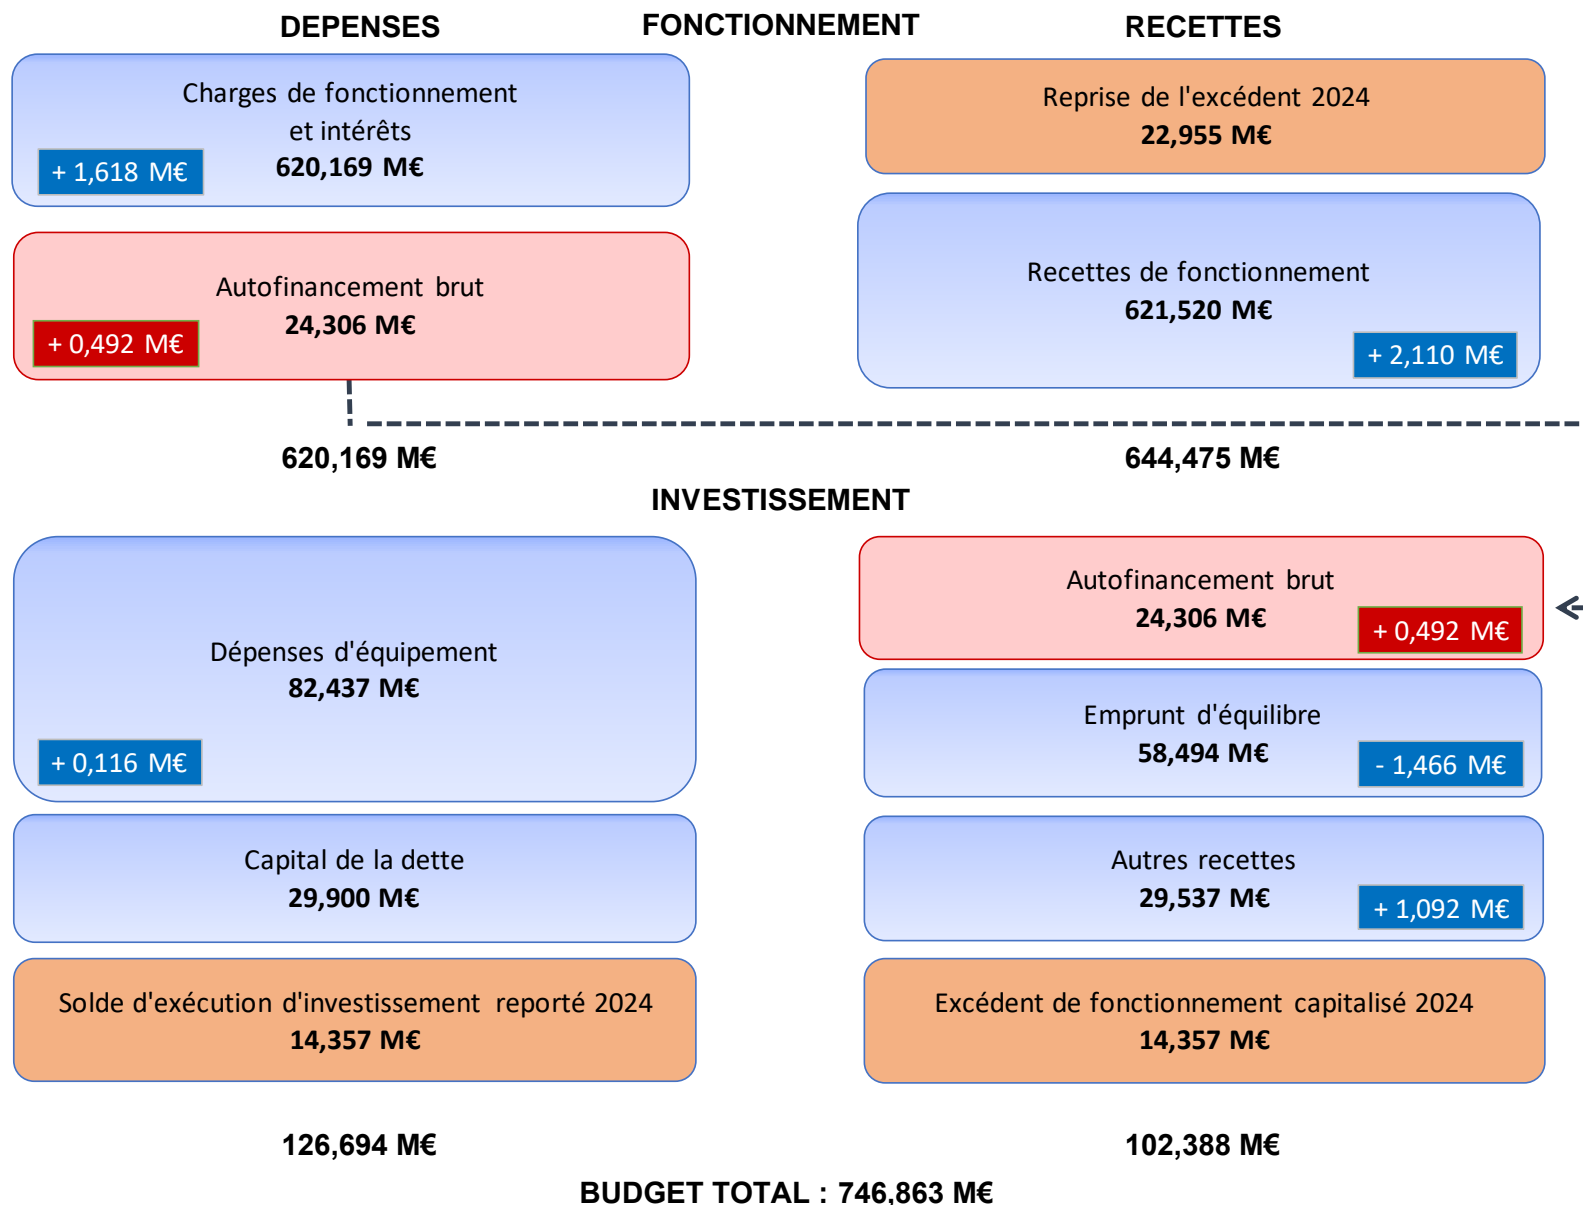 DEPENSES
FONCTIONNEMENT
RECETTES
Charges de fonctionnement
et intérêts
620,169 M€
+ 1,618 M€
Reprise de l'excédent 2024
22,955 M€
Autofinancement brut
24,306 M€
+ 0,492 M€
Recettes de fonctionnement
621,520 M€
+ 2,110 M€
620,169 M€
644,475 M€
INVESTISSEMENT
Dépenses d'équipement
82,437 M€
+ 0,116 M€
Autofinancement brut
24,306 M€
+ 0,492 M€
Emprunt d'équilibre
58,494 M€
- 1,466 M€
Capital de la dette
29,900 M€
Autres recettes
29,537 M€
+ 1,092 M€
Solde d'exécution d'investissement reporté 2024
14,357 M€
Excédent de fonctionnement capitalisé 2024
14,357 M€
126,694 M€
102,388 M€
BUDGET TOTAL : 746,863 M€